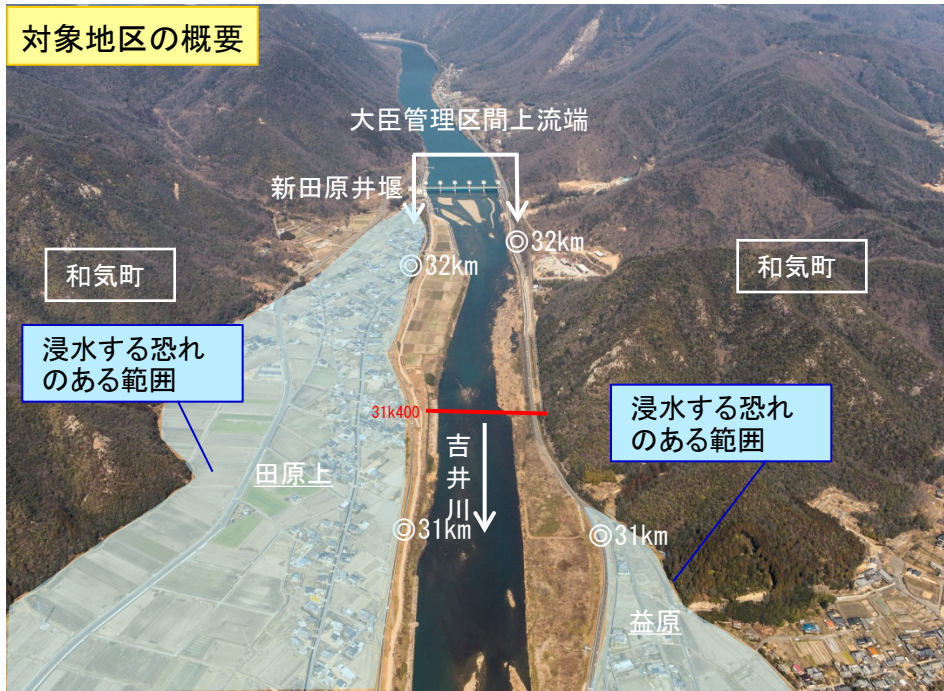 対象地区の概要
大臣管理区間上流端
新田原井堰
◎32km
◎32km
和気町
和気町
浸水する恐れ
のある範囲
浸水する恐れ
のある範囲
31k400
吉井川
田原上
◎31km
◎31km
益原